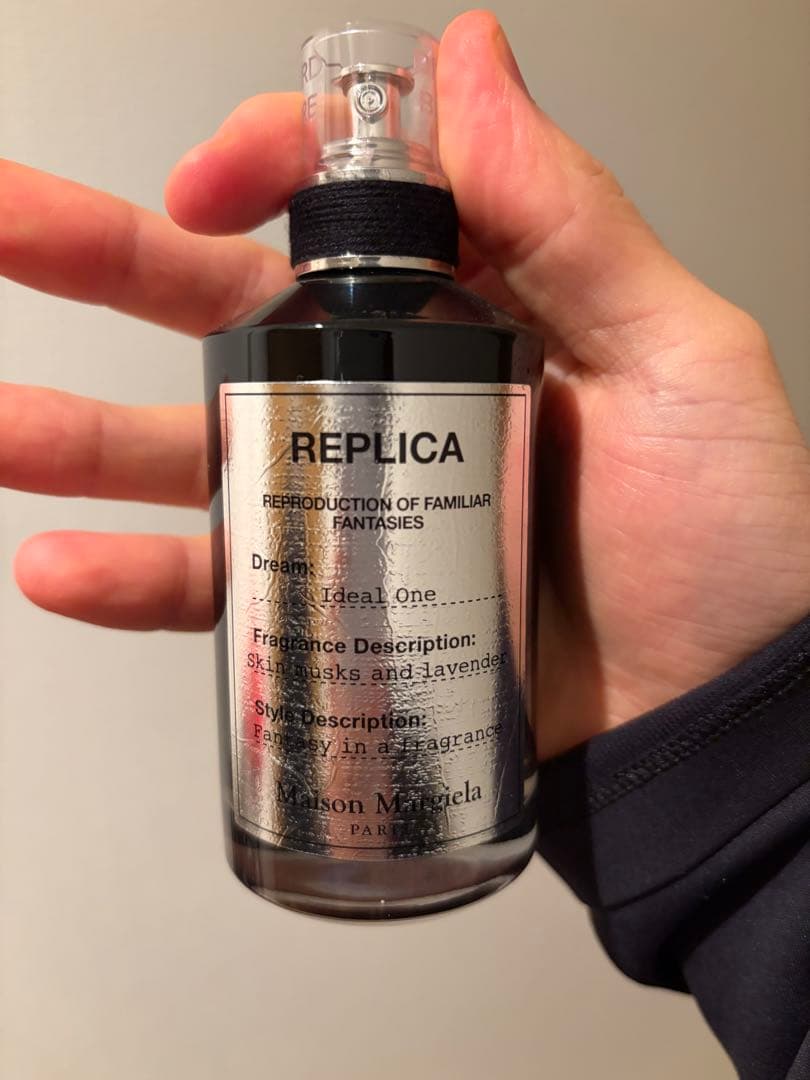 REPLICA
REPRODUCTION OF FAMILIAR
FANTASIES
Dream:
Ideal One
Fragrance Description:
Skin musks and lavender
Style Description:
Fantasy in a fragrance
Maison Margiela
PARIS